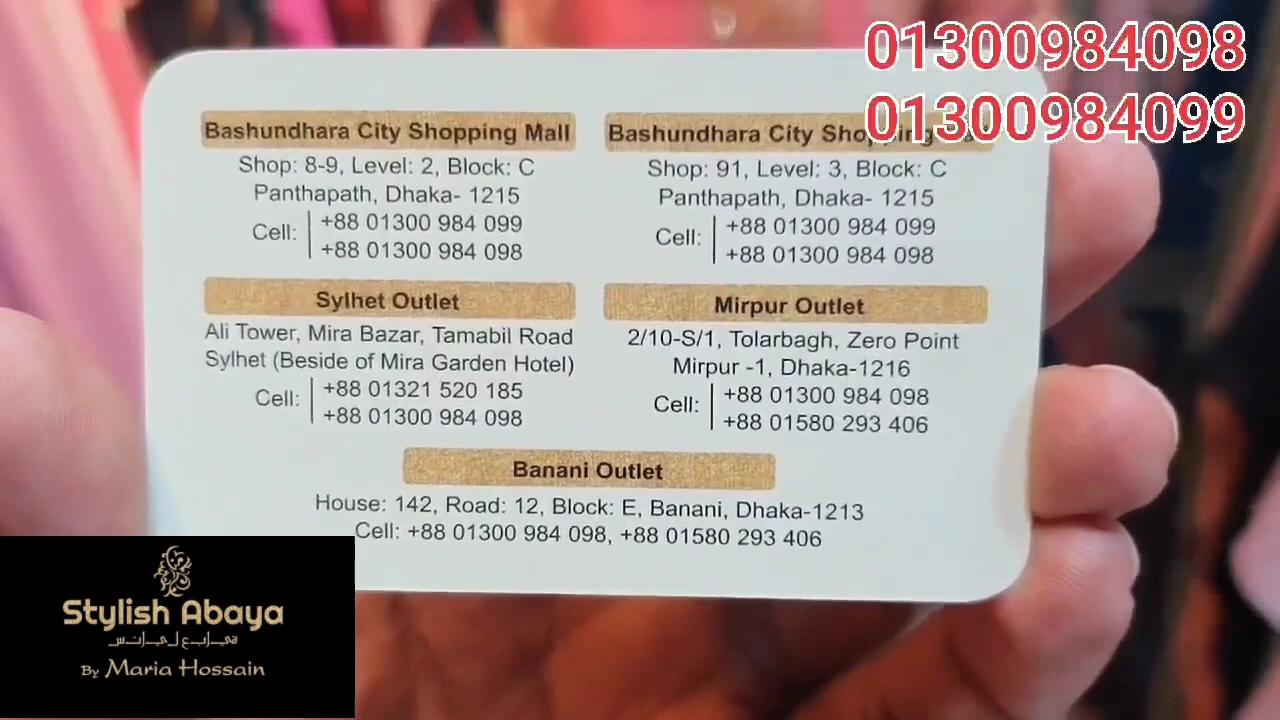 01300984098
01300984099
Bashundhara City Shopping Mall
Shop: 8-9, Level: 2, Block: C
Panthapath, Dhaka- 1215
Cell: +88 01300 984 099
+88 01300 984 098
Bashundhara City Shopping
Shop: 91, Level: 3, Block: C
Panthapath, Dhaka- 1215
Cell: +88 01300 984 099
+88 01300 984 098
Sylhet Outlet
Ali Tower, Mira Bazar, Tamabil Road
Sylhet (Beside of Mira Garden Hotel)
Cell: +88 01321 520 185
+88 01300 984 098
Mirpur Outlet
2/10-S/1, Tolarbagh, Zero Point
Mirpur -1, Dhaka-1216
Cell: +88 01300 984 098
+88 01580 293 406
Banani Outlet
House: 142, Road: 12, Block: E, Banani, Dhaka-1213
Cell: +88 01300 984 098, +88 01580 293 406
Stylish Abaya
By Maria Hossain